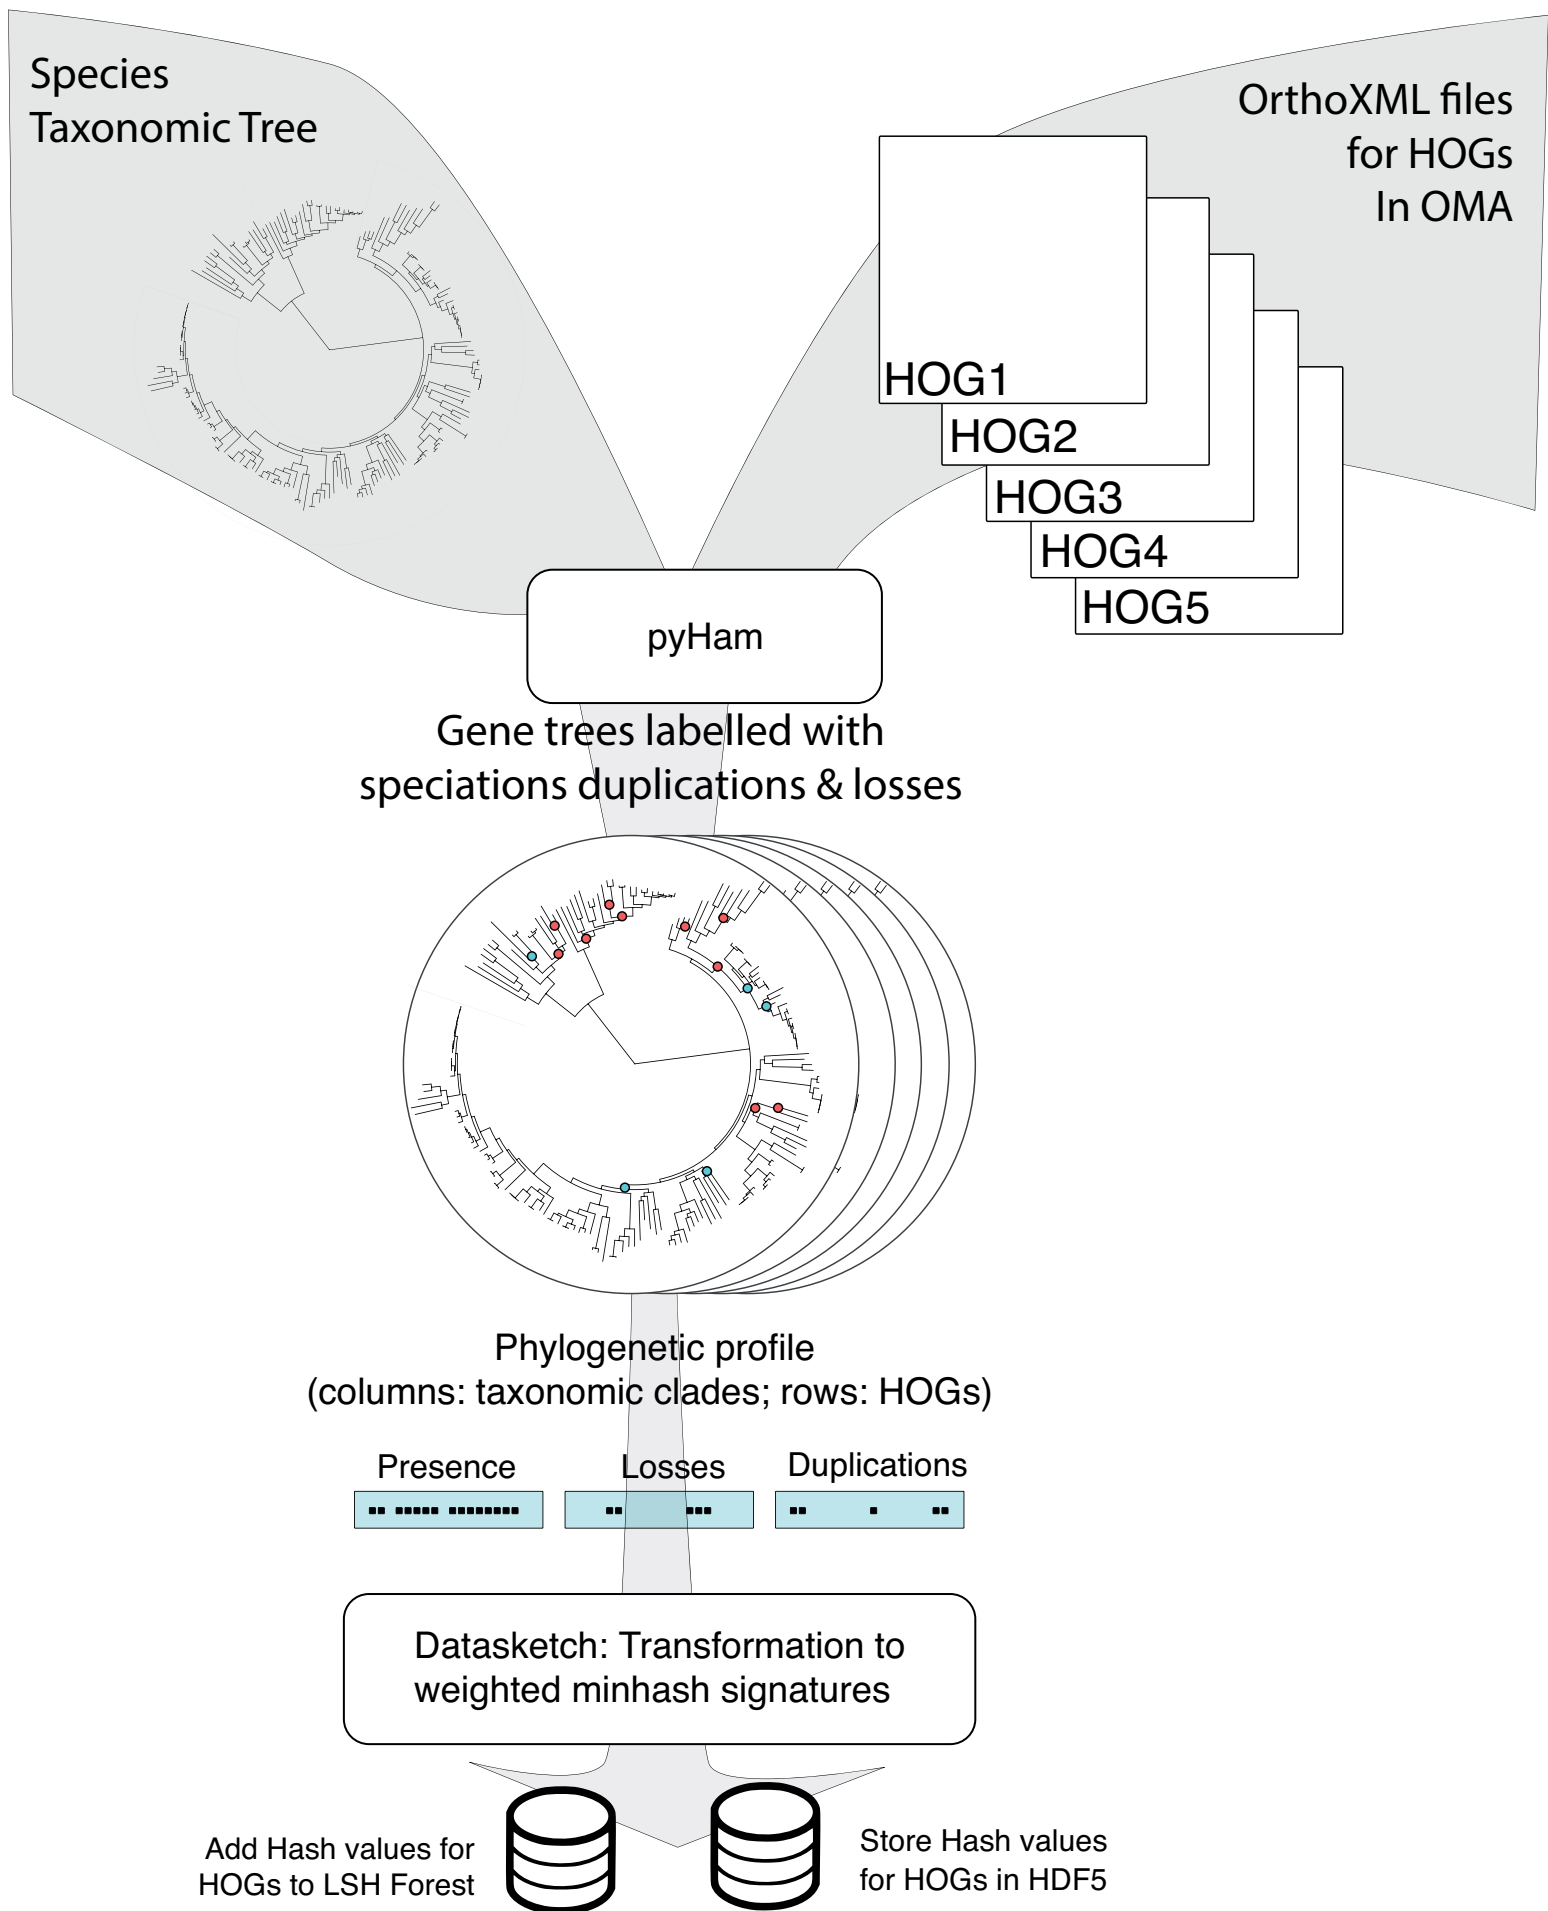 Species
Taxonomic Tree
OrthoXML files
for HOGs
In OMA
HOG1
HOG2
HOG3
HOG4
HOG5
pyHam
Gene trees labelled with
speciations duplications & losses
Phylogenetic profile
(columns: taxonomic clades; rows: HOGs)
Presence
Losses
Duplications
Datasketch: Transformation to
weighted minhash signatures
Add Hash values for
HOGs to LSH Forest
Store Hash values
for HOGs in HDF5